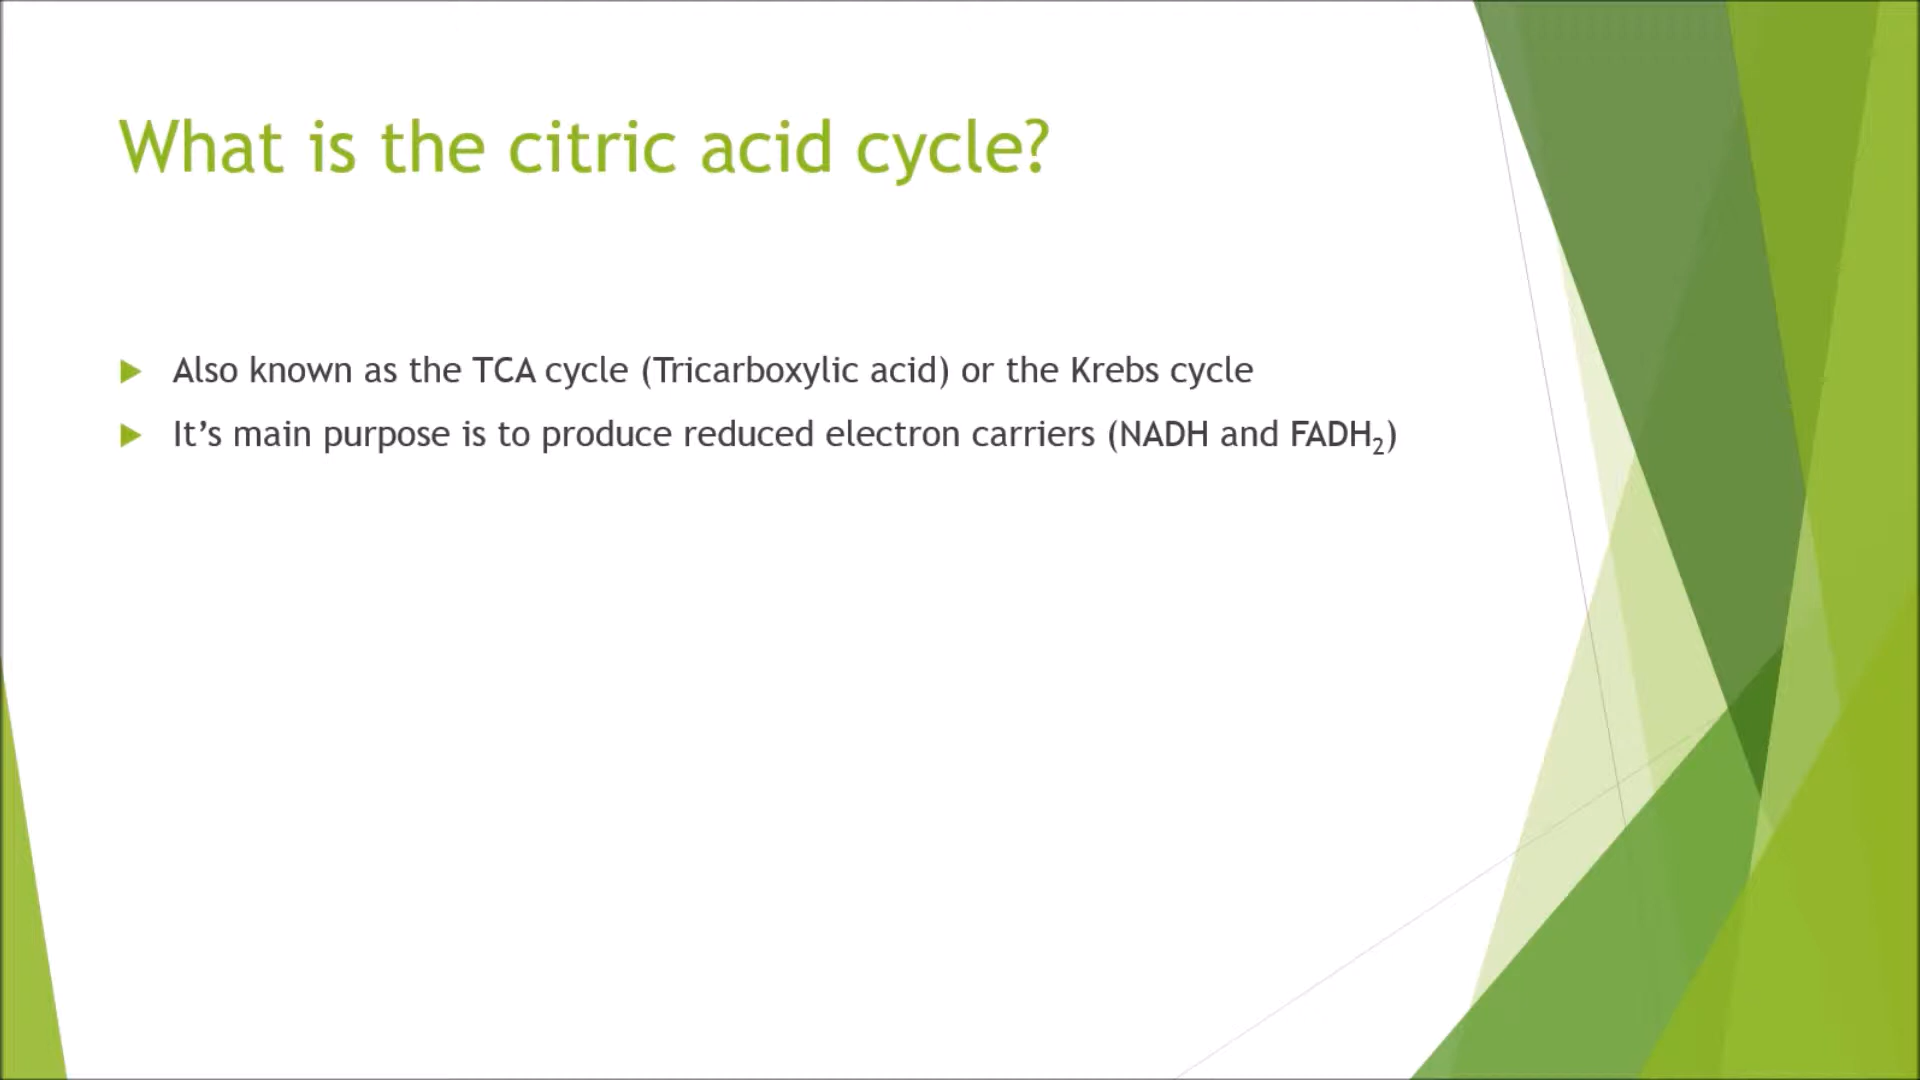 What is the citric acid cycle?
Also known as the TCA cycle (Tricarboxylic acid) or the Krebs cycle
It’s main purpose is to produce reduced electron carriers (NADH and FADH₂)